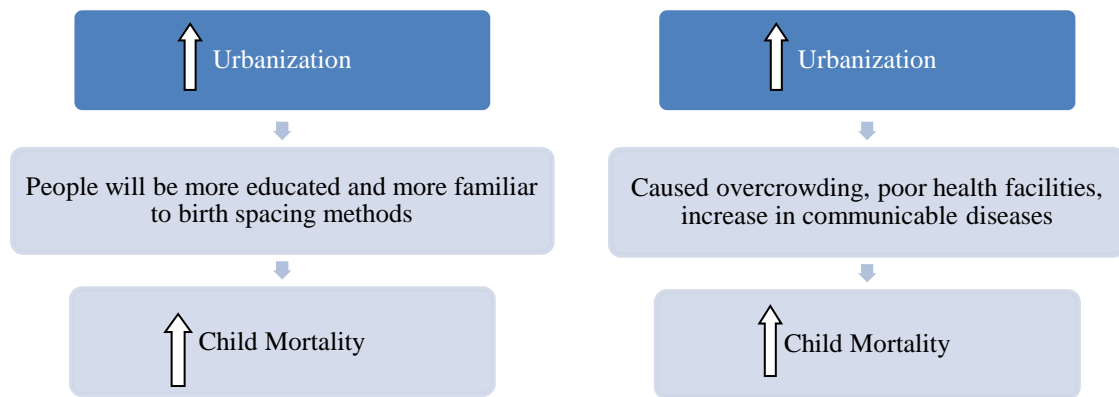 Urbanization
People will be more educated and more familiar
to birth spacing methods
Child Mortality
Urbanization
Caused overcrowding, poor health facilities,
increase in communicable diseases
Child Mortality